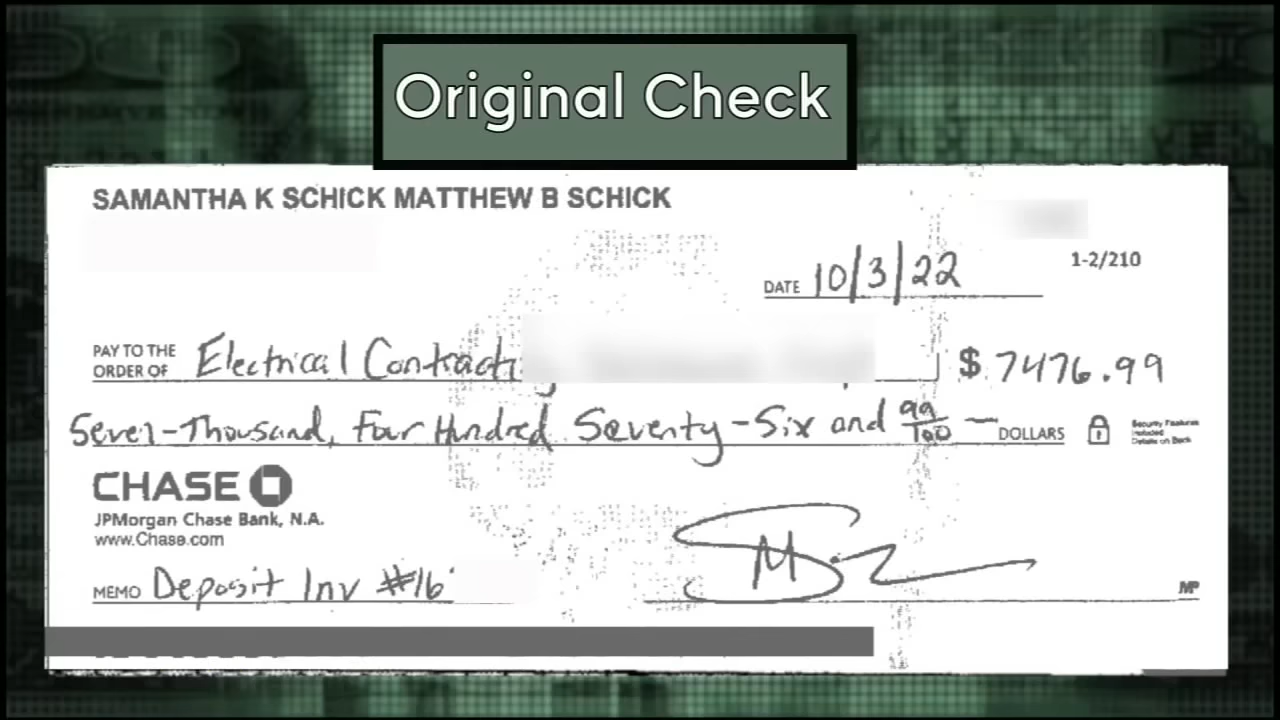 Original Check
SAMANTHA K SCHICK MATTHEW B SCHICK
DATE 10/3/22
1-2/210
PAY TO THE ORDER OF Electrical Contracti
$ 7476.99
Seven-Thousand, Four Hundred Seventy-Six and 99/100 — DOLLARS
Security Features
Included
Details on Back
CHASE
JPMorgan Chase Bank, N.A.
www.Chase.com
MEMO Deposit Inv #16
MP